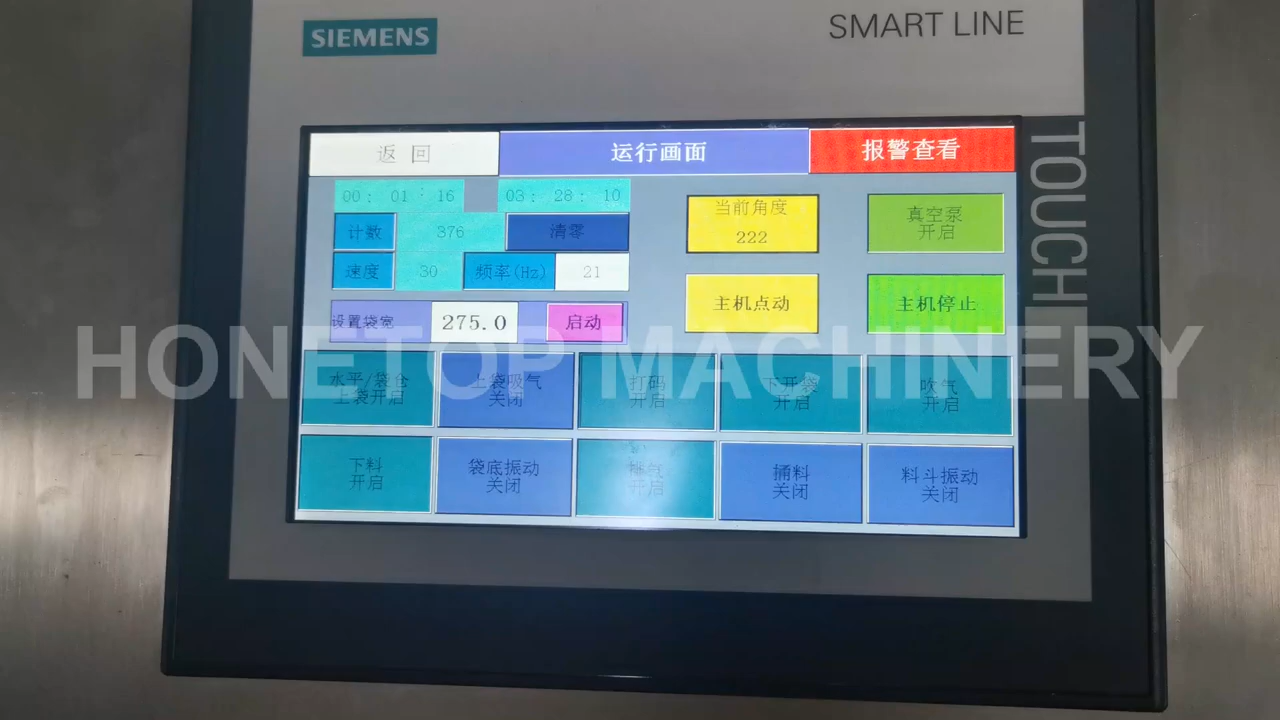 SIEMENS
SMART LINE
TOUCH
返 回
运行画面
报警查看
00: 01: 16
03: 28: 10
当前角度
222
真空泵
开启
计数
376
清零
速度
30
频率(Hz)
21
主机点动
主机停止
设置袋宽
275.0
启动
HONETOP MACHINERY
水平/袋仓
上袋开启
上袋吸气
关闭
打码
开启
下开袋
开启
吹气
开启
下料
开启
袋底振动
关闭
开启
捅料
关闭
料斗振动
关闭